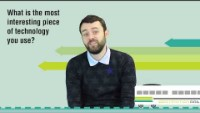 What is the most
interesting piece
of technology
you use?